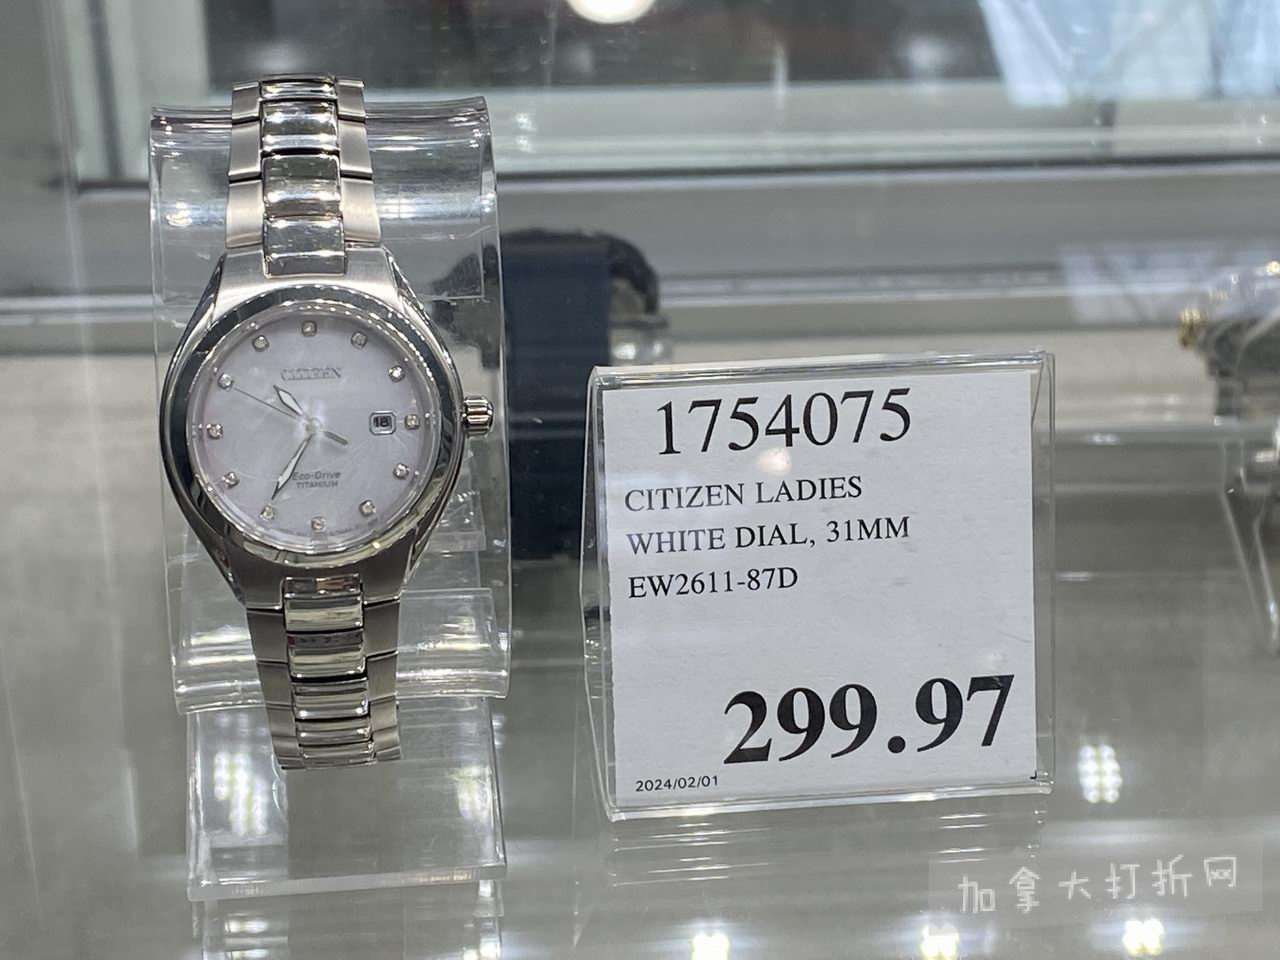 CITIZEN
18
Eco-Drive
TITANIUM
1754075
CITIZEN LADIES
WHITE DIAL, 31MM
EW2611-87D
299.97
2024/02/01
加拿大打折网